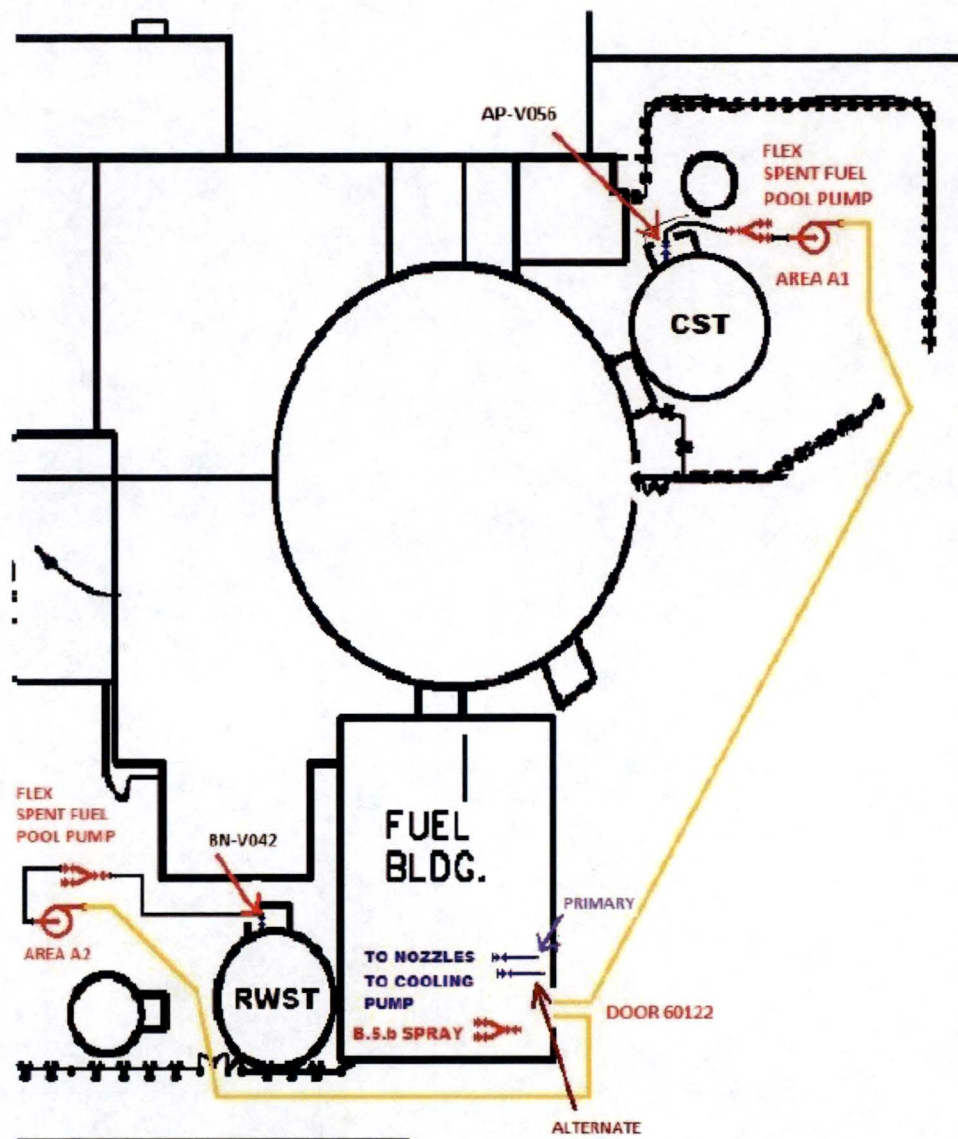 AP-V056
FLEX
SPENT FUEL
POOL PUMP
AREA A1
CST
FLEX
SPENT FUEL
POOL PUMP
BN-V042
AREA A2
RWST
FUEL
BLDG.
PRIMARY
TO NOZZLES
TO COOLING
PUMP
B.5.b SPRAY
DOOR 60122
ALTERNATE